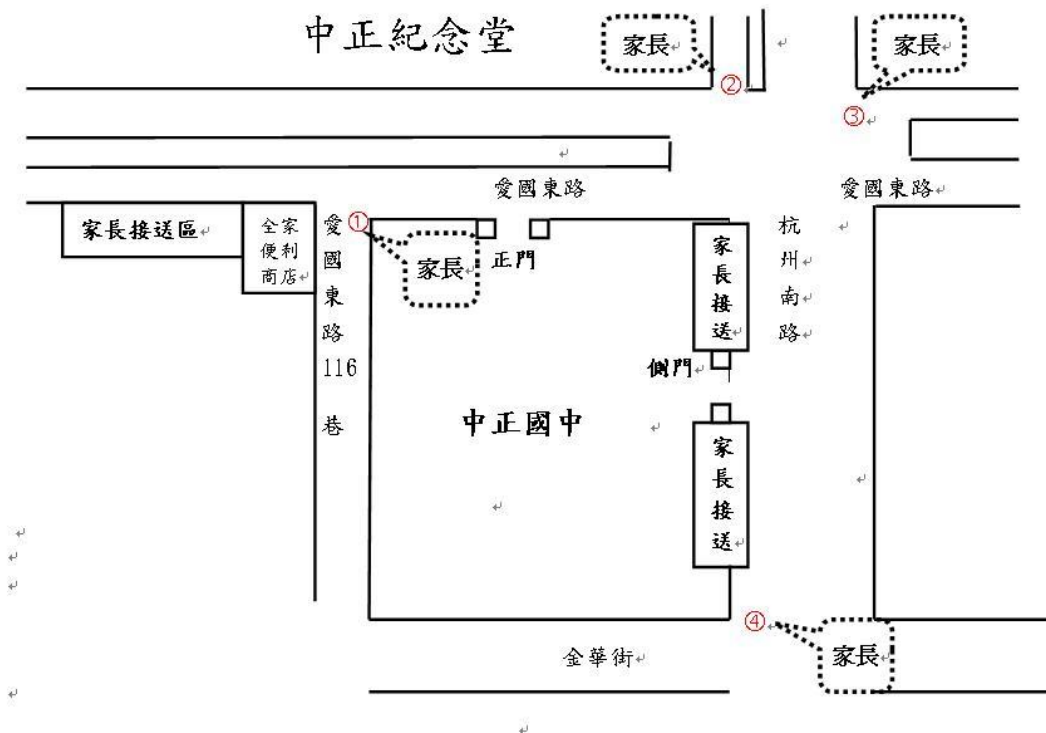 中正紀念堂
家長
家長
②
③
愛國東路
愛國東路
家長接送區
全家
便利
商店
愛國東路116巷
①
家長
正門
家長接送
杭州南路
側門
中正國中
家長接送
④
金華街
家長